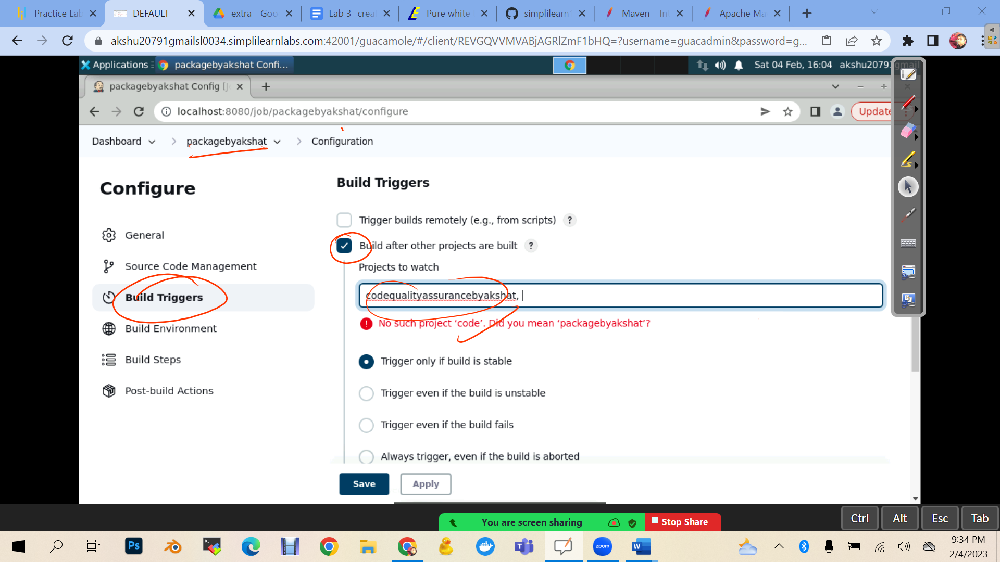 Practice Lab
DEFAULT
extra - Goo
Lab 3- crea
Pure white
simplilearn
Maven – Int
Apache Ma
akshu20791gmailsl0034.simplilearnlabs.com:42001/guacamole/#/client/REVGQVVMVABjAGRlZmF1bHQ=?username=guacadmin&password=g...
Applications
packagebyakshat Confi...
Sat 04 Feb, 16:04
akshu20791gmail
packagebyakshat Config [J
localhost:8080/job/packagebyakshat/configure
Update
Dashboard
packagebyakshat
Configuration
Configure
General
Source Code Management
Build Triggers
Build Environment
Build Steps
Post-build Actions
Build Triggers
Trigger builds remotely (e.g., from scripts) ?
Build after other projects are built ?
Projects to watch
codequalityassurancebyakshat,
No such project ‘code’. Did you mean ‘packagebyakshat’?
Trigger only if build is stable
Trigger even if the build is unstable
Trigger even if the build fails
Always trigger, even if the build is aborted
Save
Apply
Ctrl
Alt
Esc
Tab
You are screen sharing
Stop Share
Ps
zoom
W
9:34 PM
2/4/2023